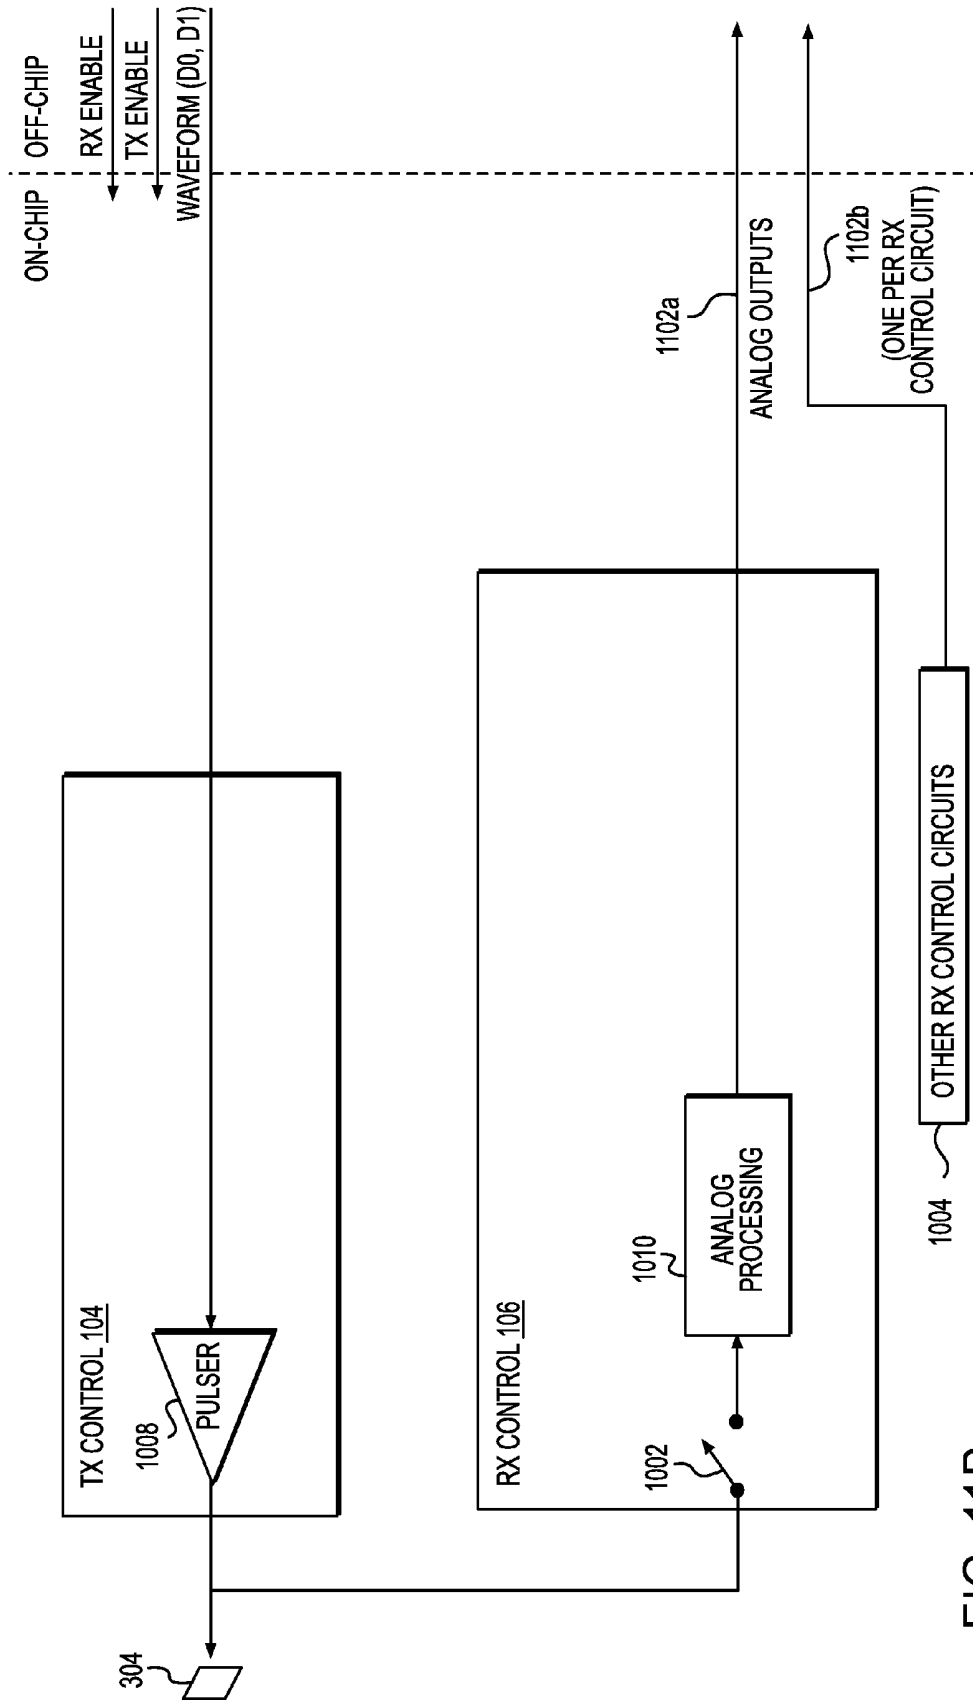 ON-CHIP
OFF-CHIP
RX ENABLE
TX ENABLE
WAVEFORM (D0, D1)
TX CONTROL 104
1008
PULSER
304
RX CONTROL 106
1002
1010
ANALOG
PROCESSING
1102a
ANALOG OUTPUTS
1102b
(ONE PER RX
CONTROL CIRCUIT)
1004
OTHER RX CONTROL CIRCUITS